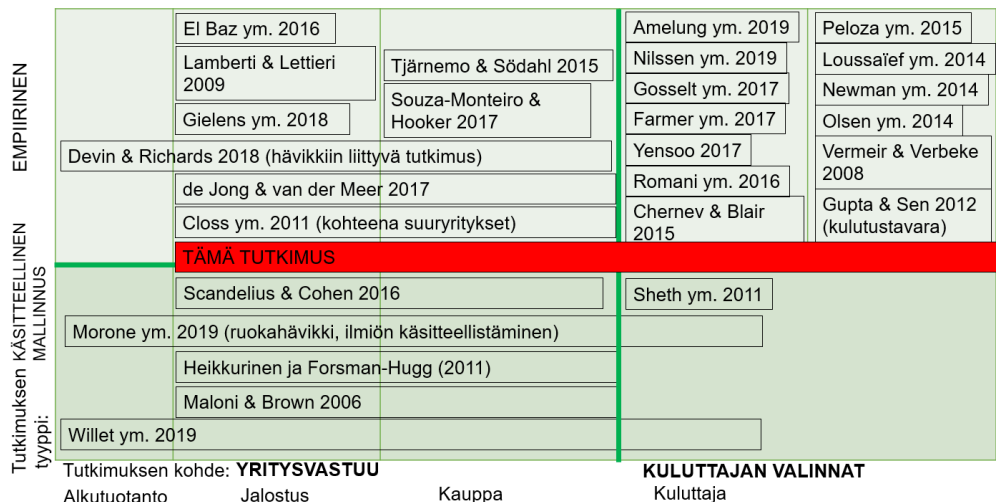 EMPIIRINEN
El Baz ym. 2016
Lamberti & Lettieri
2009
Gielens ym. 2018
Tjärnemo & Södahl 2015
Souza-Monteiro &
Hooker 2017
Devin & Richards 2018 (hävikkiin liittyvä tutkimus)
de Jong & van der Meer 2017
Closs ym. 2011 (kohteena suuryritykset)
Amelung ym. 2019
Nilssen ym. 2019
Gosselt ym. 2017
Farmer ym. 2017
Yensoo 2017
Romani ym. 2016
Chernev & Blair
2015
Peloza ym. 2015
Loussaïef ym. 2014
Newman ym. 2014
Olsen ym. 2014
Vermeir & Verbeke
2008
Gupta & Sen 2012
(kulutustavara)
TÄMÄ TUTKIMUS
KÄSITTEELLINEN
MALLINNUS
Scandelius & Cohen 2016
Sheth ym. 2011
Morone ym. 2019 (ruokahävikki, ilmiön käsitteellistäminen)
Heikkurinen ja Forsman-Hugg (2011)
Maloni & Brown 2006
Willet ym. 2019
Tutkimuksen
tyyppi:
Tutkimuksen kohde: YRITYSVASTUU
KULUTTAJAN VALINNAT
Alkutuotanto
Jalostus
Kauppa
Kuluttaja